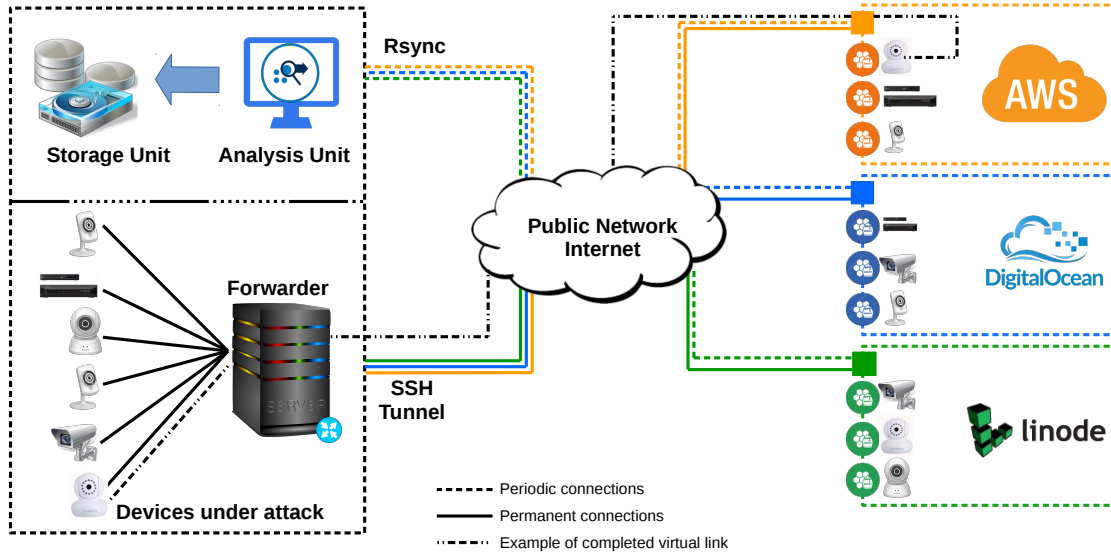 Rsync
Storage Unit
Analysis Unit
Forwarder
SERVER
SSH
Tunnel
Devices under attack
Public Network
Internet
AWS
DigitalOcean
linode
Periodic connections
Permanent connections
Example of completed virtual link